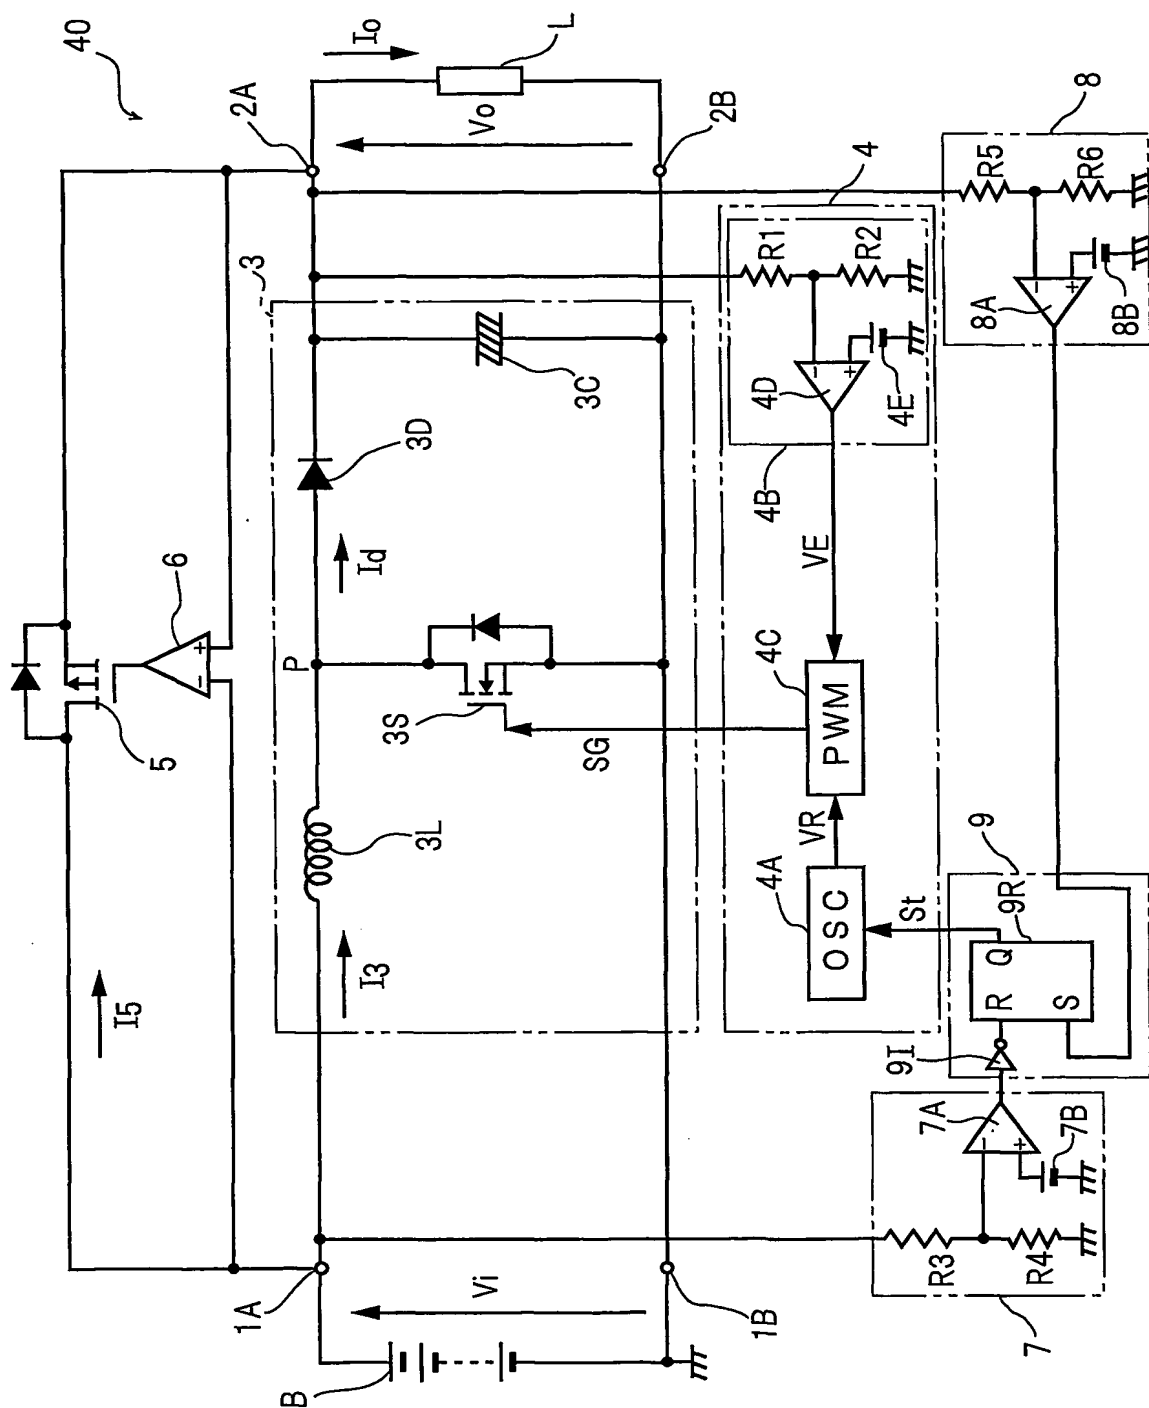 40
I5
5
6
2A
Io
L
Vo
2B
3
1A
I3
3L
P
Id
3D
3C
3S
SG
Vi
B
1B
4
4A
OSC
VR
4C
PWM
VE
4B
4D
4E
R1
R2
-
+
St
7
R3
R4
7A
7B
-
+
9
9I
9R
R
S
Q
8
8A
8B
R5
R6
-
+
-
+